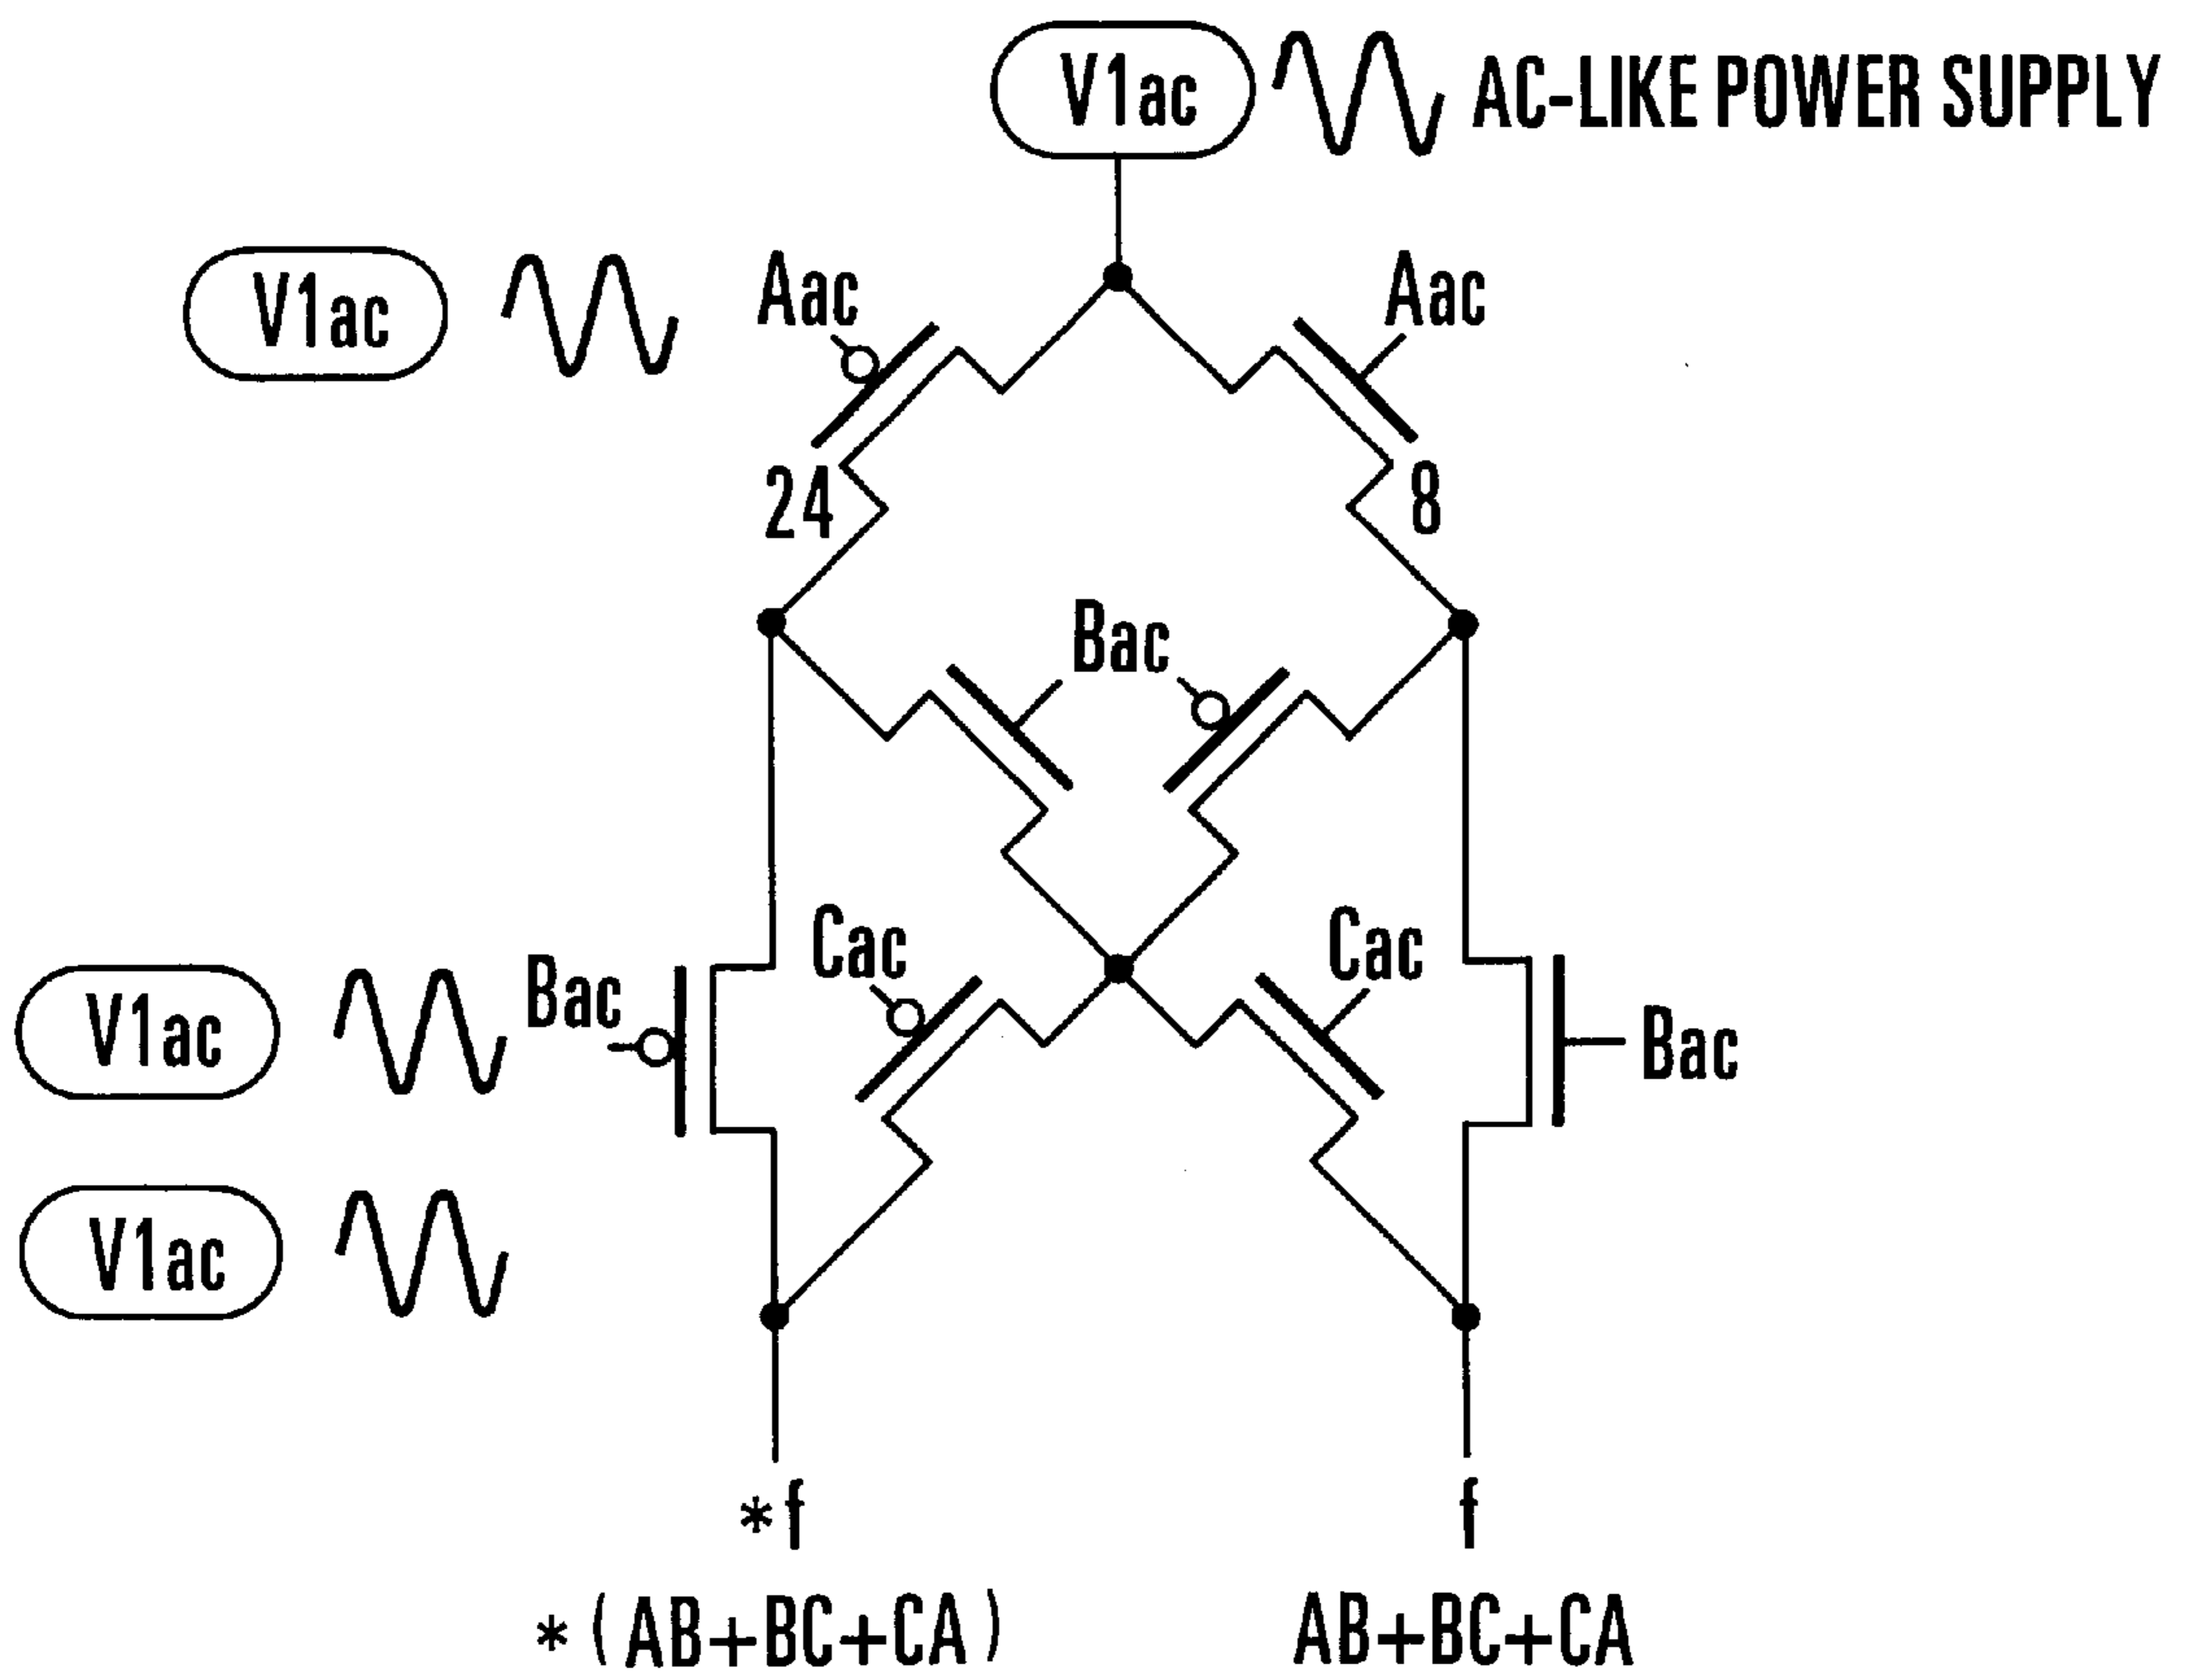 V1ac AC-LIKE POWER SUPPLY
V1ac Aac Aac
24 8
Bac
Cac Cac
V1ac Bac Bac
V1ac
*f f
*(AB+BC+CA) AB+BC+CA